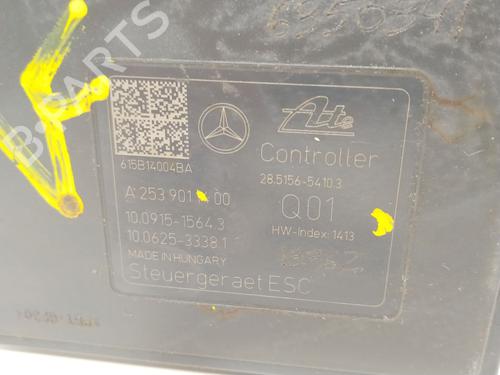 B-PARTS
Ate
615B14004BA
Controller
28.5156-5410.3
A 253 901 00
Q01
10.0915-1564.3
HW-Index: 1413
10.0625-3338.1
MADE IN HUNGARY
Steuergeraet ESC